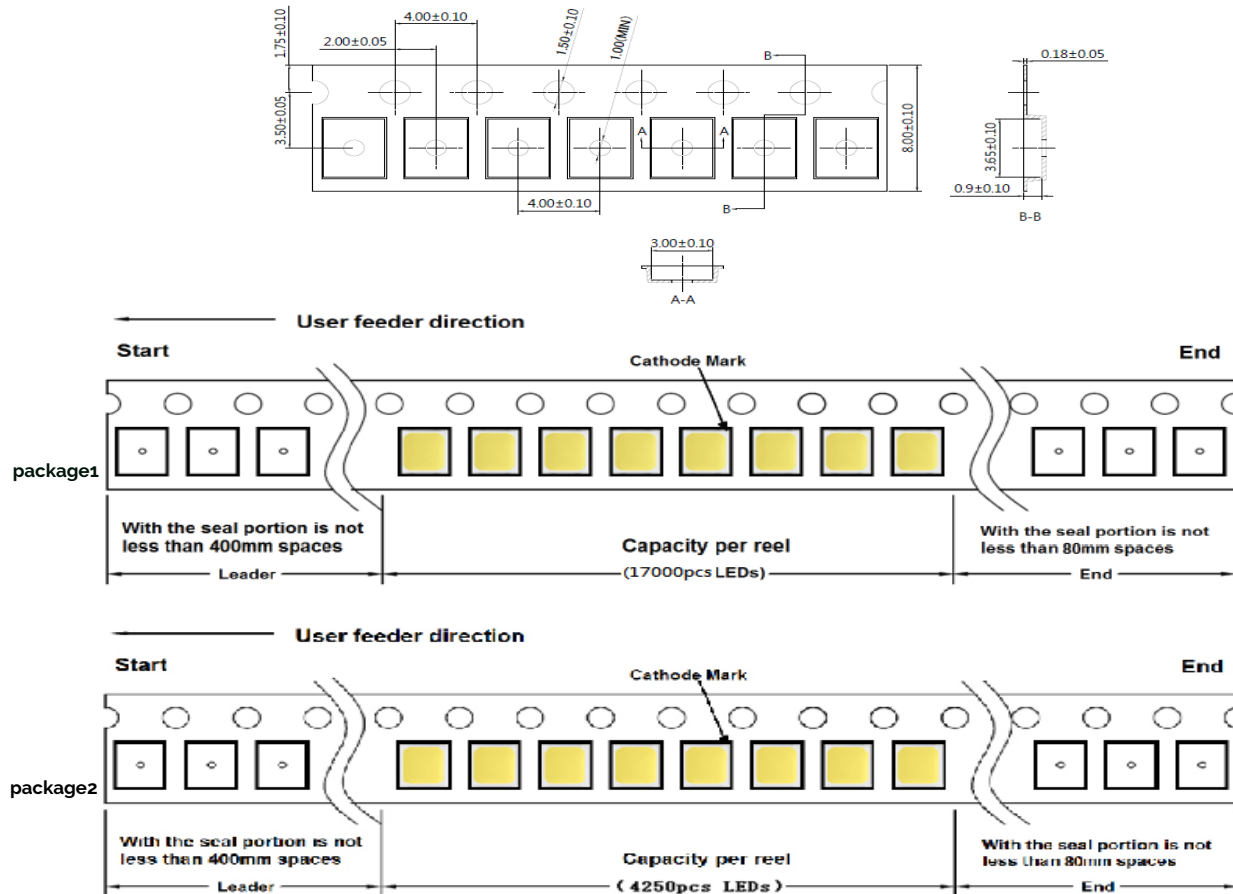 4.00±0.10
2.00±0.05
1.75±0.10
3.50±0.05
1.50±0.10
1.00(MIN)
B
A A
B
4.00±0.10
8.00±0.10
0.18±0.05
3.65±0.10
0.9±0.10
B-B
3.00±0.10
A-A
User feeder direction
Start
End
Cathode Mark
package1
With the seal portion is not
less than 400mm spaces
Capacity per reel
With the seal portion is not
less than 80mm spaces
Leader
(17000pcs LEDs)
End
User feeder direction
Start
End
Cathode Mark
package2
With the seal portion is not
less than 400mm spaces
Capacity per reel
With the seal portion is not
less than 80mm spaces
Leader
(4250pcs LEDs)
End